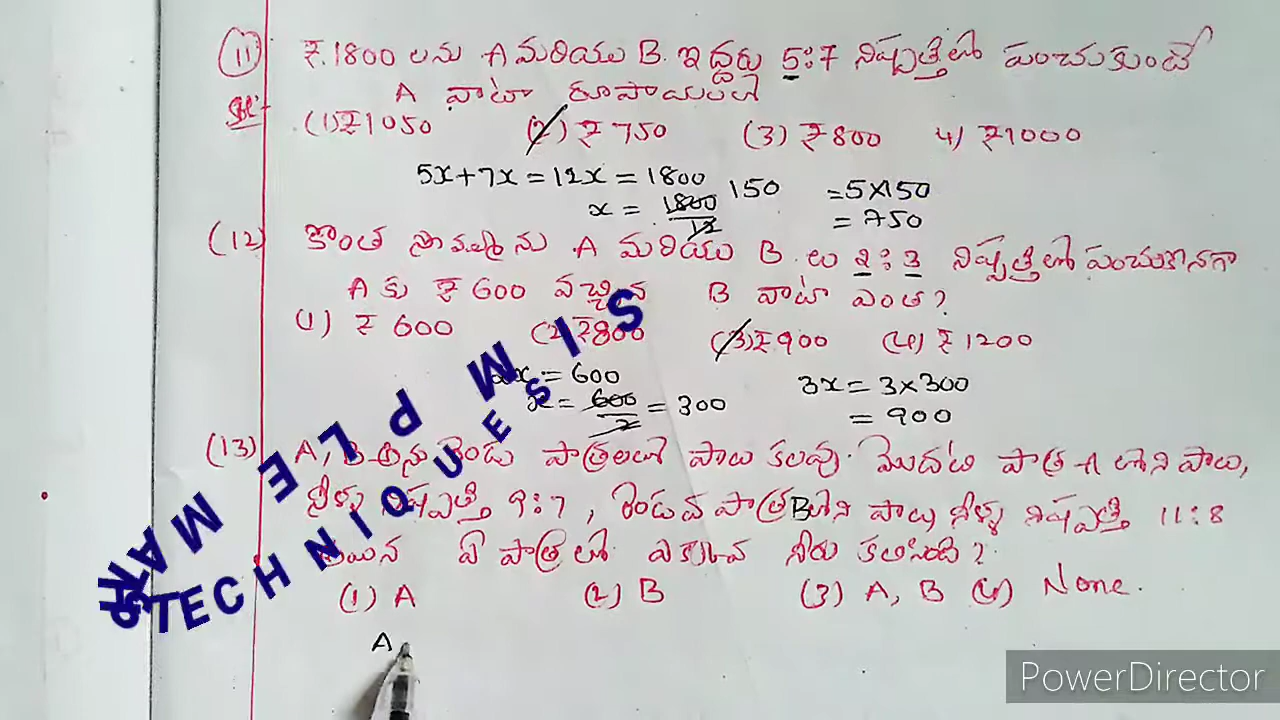 (11) ₹.1800 లను A మరియు B. ఇద్దరు 5:7 నిష్పత్తిలో పంచుకుంటే
A వాటా రూపాయలలో
Sol:-
(1) ₹1050 (2) ₹750 (3) ₹800 4) ₹1000
5x+7x = 12x = 1800
x = 1800/12 150
=5×150
= 750
(12) కొంత సొమ్మును A మరియు B లు 2:3 నిష్పత్తిలో పంచుకొనగా
A కు ₹600 వచ్చిన B వాటా ఎంత?
(1) ₹ 600 (2) ₹800 (3) ₹900 (4) ₹1200
2x = 600
x = 600/2 = 300
3x = 3×300
= 900
(13) A, B అను రెండు పాత్రలలో పాలు కలవు. మొదటి పాత్ర A లోని పాలు,
నీళ్ళ నిష్పత్తి 9:7, రెండవ పాత్ర B లోని పాలు నీళ్ళ నిష్పత్తి 11:8
అయిన ఏ పాత్రలో ఎక్కువ నీరు కలిసింది?
(1) A (2) B (3) A, B (4) None.
A
SIMPLE MARK
TECHNIQUES
PowerDirector